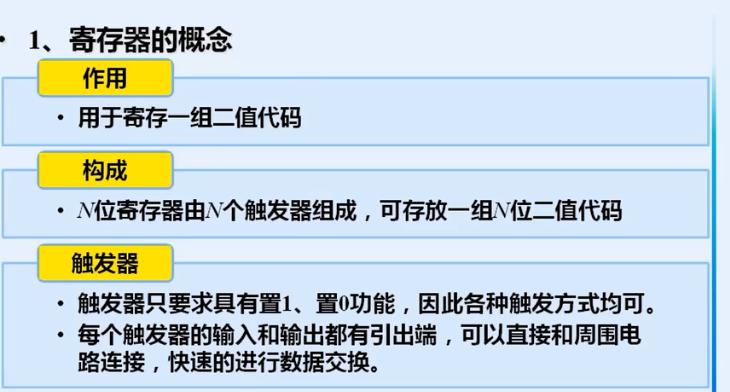 • 1、寄存器的概念
作用
• 用于寄存一组二值代码
构成
• N位寄存器由N个触发器组成，可存放一组N位二值代码
触发器
• 触发器只要求具有置1、置0功能，因此各种触发方式均可。
• 每个触发器的输入和输出都有引出端，可以直接和周围电
路连接，快速的进行数据交换。